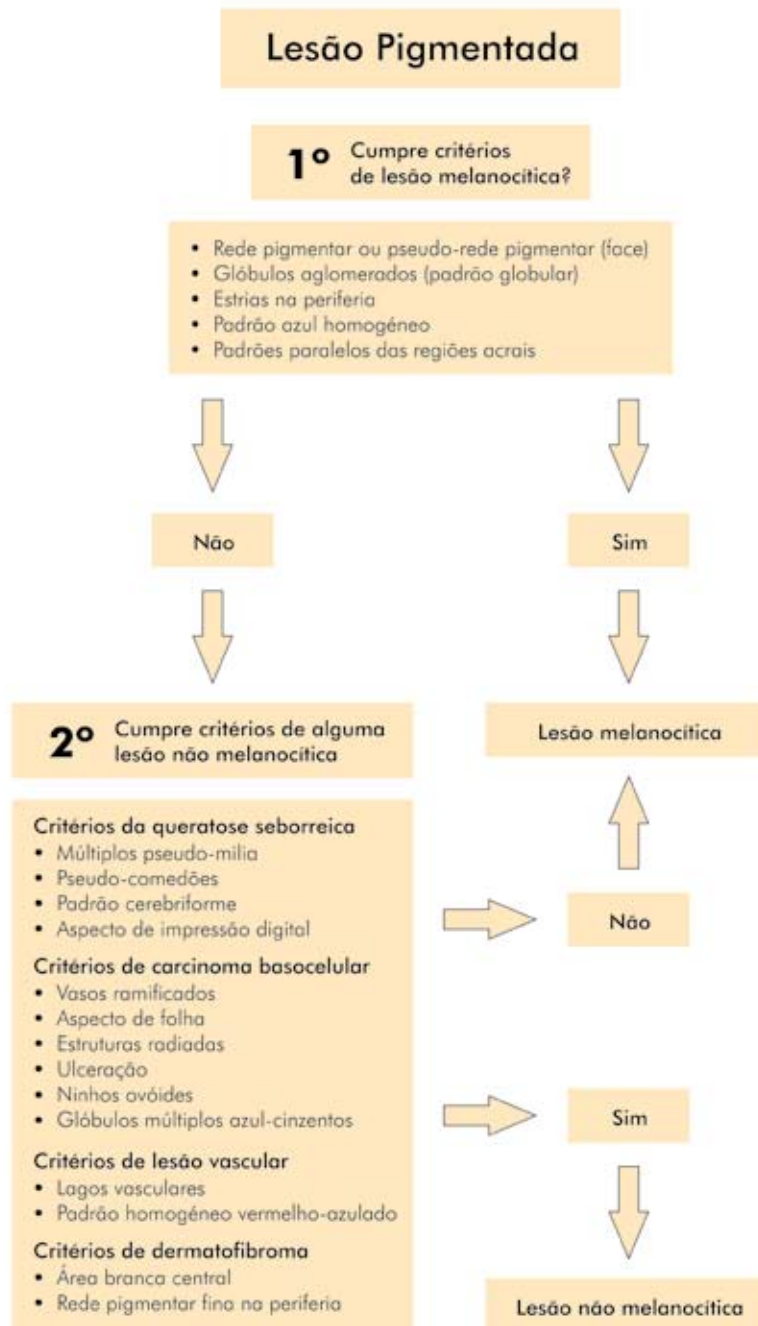 Lesão Pigmentada
1º Cumpre critérios
de lesão melanocítica?
• Rede pigmentar ou pseudo-rede pigmentar (face)
• Glóbulos aglomerados (padrão globular)
• Estrias na periferia
• Padrão azul homogéneo
• Padrões paralelos das regiões acrais
Não
Sim
2º Cumpre critérios de alguma
lesão não melanocítica
Lesão melanocítica
Critérios da queratose seborreica
• Múltiplos pseudo-milia
• Pseudo-comedões
• Padrão cerebriforme
• Aspecto de impressão digital
Não
Critérios de carcinoma basocelular
• Vasos ramificados
• Aspecto de folha
• Estruturas radiadas
• Ulceração
• Ninhos ovóides
• Glóbulos múltiplos azul-cinzentos
Sim
Critérios de lesão vascular
• Lagos vasculares
• Padrão homogéneo vermelho-azulado
Critérios de dermatofibroma
• Área branca central
• Rede pigmentar fina na periferia
Lesão não melanocítica